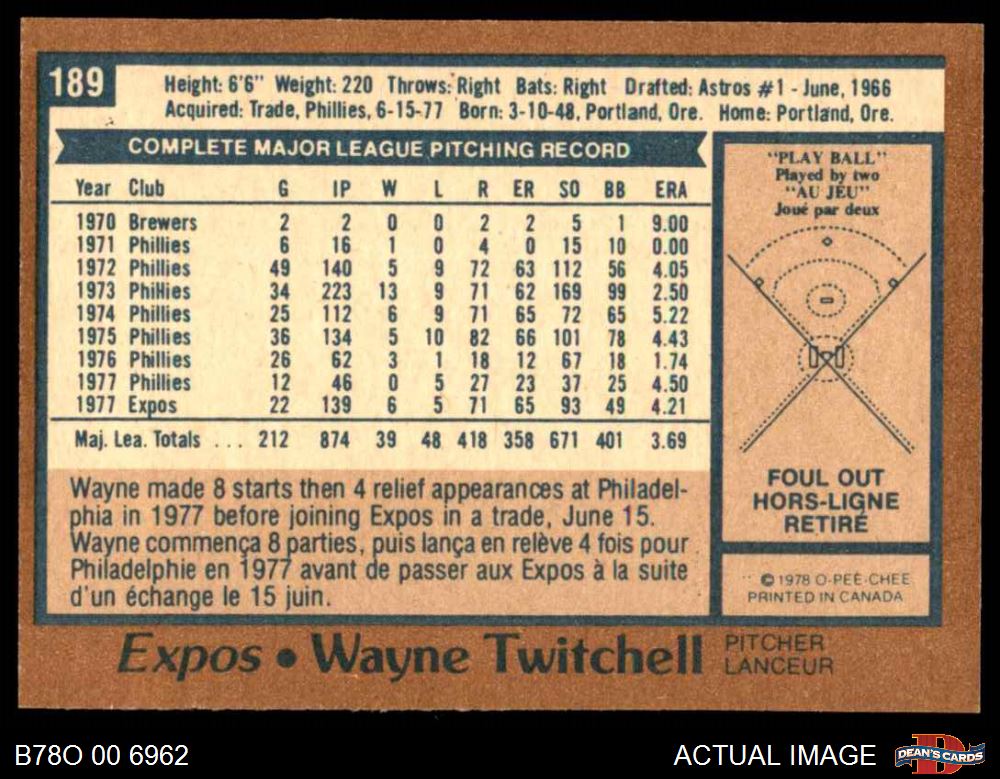 189
Height: 6'6" Weight: 220 Throws: Right Bats: Right Drafted: Astros #1 - June, 1966
Acquired: Trade, Phillies, 6-15-77 Born: 3-10-48, Portland, Ore. Home: Portland, Ore.
COMPLETE MAJOR LEAGUE PITCHING RECORD
Year Club G IP W L R ER SO BB ERA
1970 Brewers 2 2 0 0 2 2 5 1 9.00
1971 Phillies 6 16 1 0 4 0 15 10 0.00
1972 Phillies 49 140 5 9 72 63 112 56 4.05
1973 Phillies 34 223 13 9 71 62 169 99 2.50
1974 Phillies 25 112 6 9 71 65 72 65 5.22
1975 Phillies 36 134 5 10 82 66 101 78 4.43
1976 Phillies 26 62 3 1 18 12 67 18 1.74
1977 Phillies 12 46 0 5 27 23 37 25 4.50
1977 Expos 22 139 6 5 71 65 93 49 4.21
Maj. Lea. Totals ... 212 874 39 48 418 358 671 401 3.69
Wayne made 8 starts then 4 relief appearances at Philadel-
phia in 1977 before joining Expos in a trade, June 15.
Wayne commença 8 parties, puis lança en relève 4 fois pour
Philadelphie en 1977 avant de passer aux Expos à la suite
d'un échange le 15 juin.
"PLAY BALL"
Played by two
"AU JEU"
Joué par deux
FOUL OUT
HORS-LIGNE
RETIRÉ
©1978 O-PEE-CHEE
PRINTED IN CANADA
Expos • Wayne Twitchell
PITCHER
LANCEUR
B78O 00 6962
ACTUAL IMAGE
D
DEAN'S CARDS